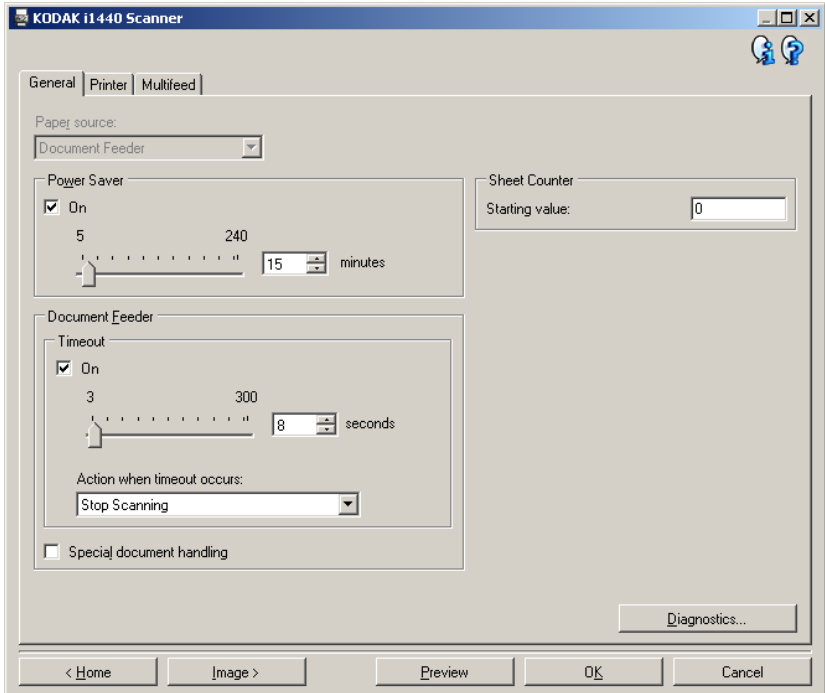 KODAK i1440 Scanner
General Printer Multifeed
Paper source:
Document Feeder
Power Saver
On
5 240
15 minutes
Sheet Counter
Starting value: 0
Document Feeder
Timeout
On
3 300
8 seconds
Action when timeout occurs:
Stop Scanning
Special document handling
Diagnostics...
< Home Image > Preview OK Cancel